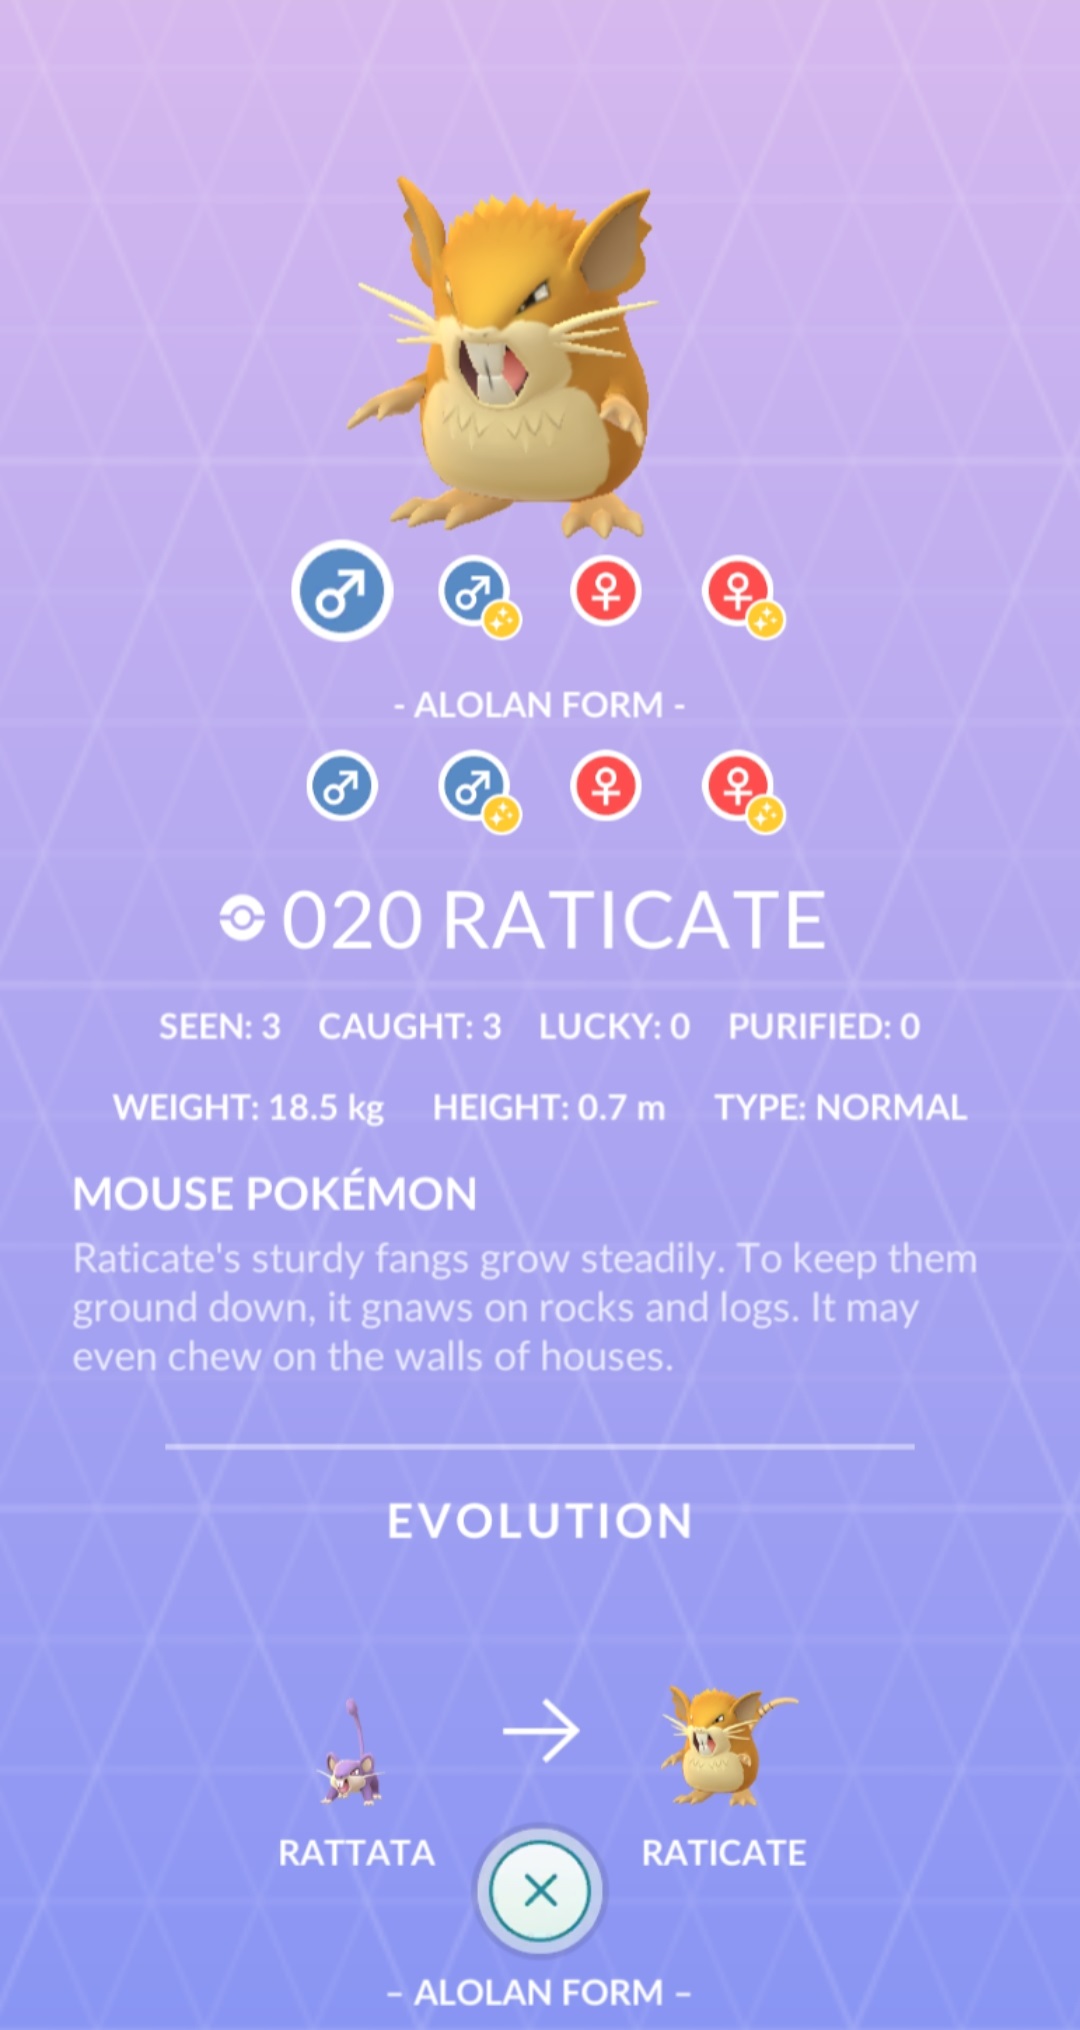 - ALOLAN FORM -
020 RATICATE
SEEN: 3 CAUGHT: 3 LUCKY: 0 PURIFIED: 0
WEIGHT: 18.5 kg HEIGHT: 0.7 m TYPE: NORMAL
MOUSE POKÉMON
Raticate's sturdy fangs grow steadily. To keep them
ground down, it gnaws on rocks and logs. It may
even chew on the walls of houses.
EVOLUTION
RATTATA RATICATE
– ALOLAN FORM –